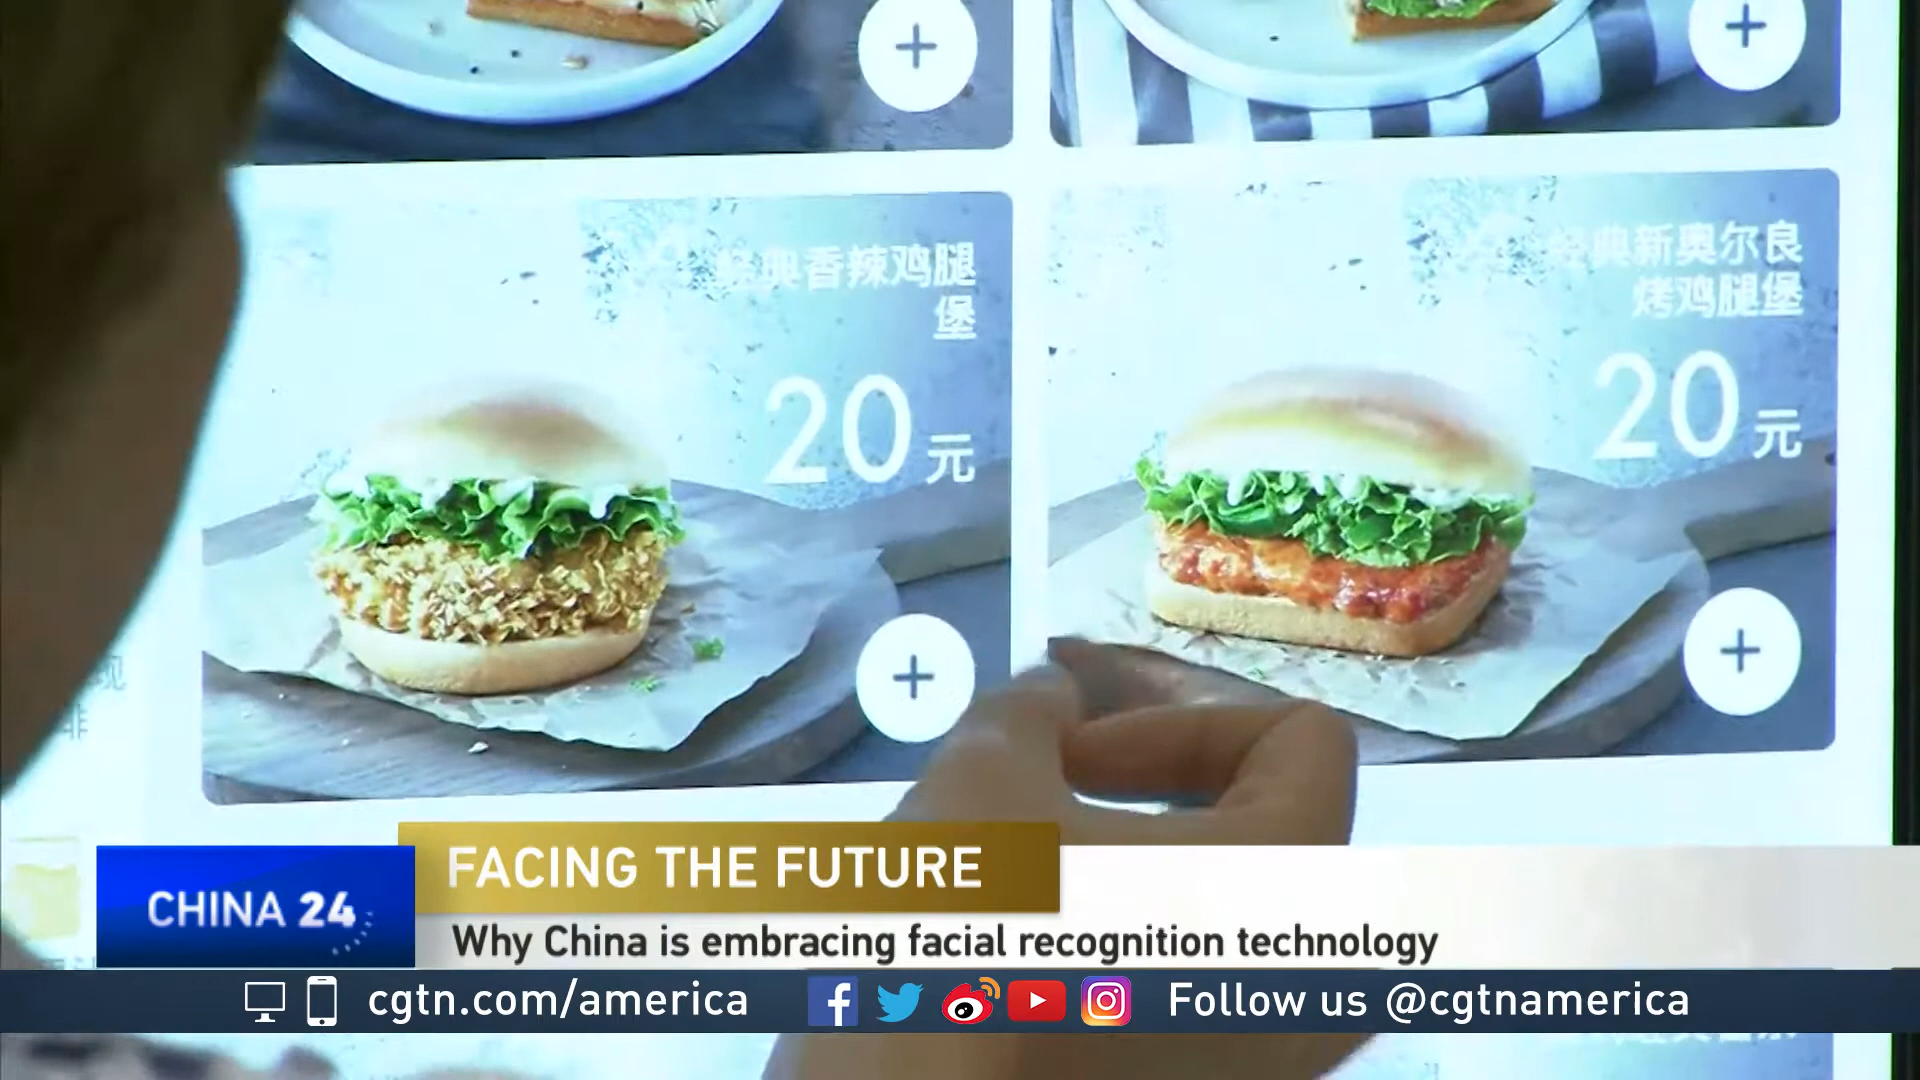 经典香辣鸡腿
堡
20元
经典新奥尔良
烤鸡腿堡
20元
FACING THE FUTURE
CHINA 24
Why China is embracing facial recognition technology
cgtn.com/america
Follow us @cgtnamerica